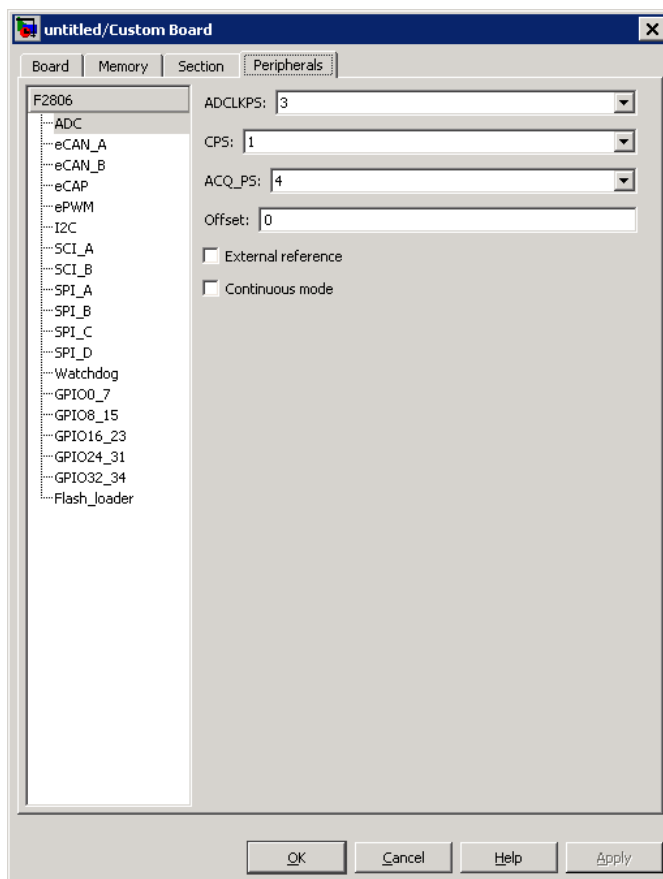 untitled/Custom Board
Board Memory Section Peripherals
F2806
ADC
eCAN_A
eCAN_B
eCAP
ePWM
I2C
SCI_A
SCI_B
SPI_A
SPI_B
SPI_C
SPI_D
Watchdog
GPIO0_7
GPIO8_15
GPIO16_23
GPIO24_31
GPIO32_34
Flash_loader
ADCLKPS: 3
CPS: 1
ACQ_PS: 4
Offset: 0
External reference
Continuous mode
OK Cancel Help Apply